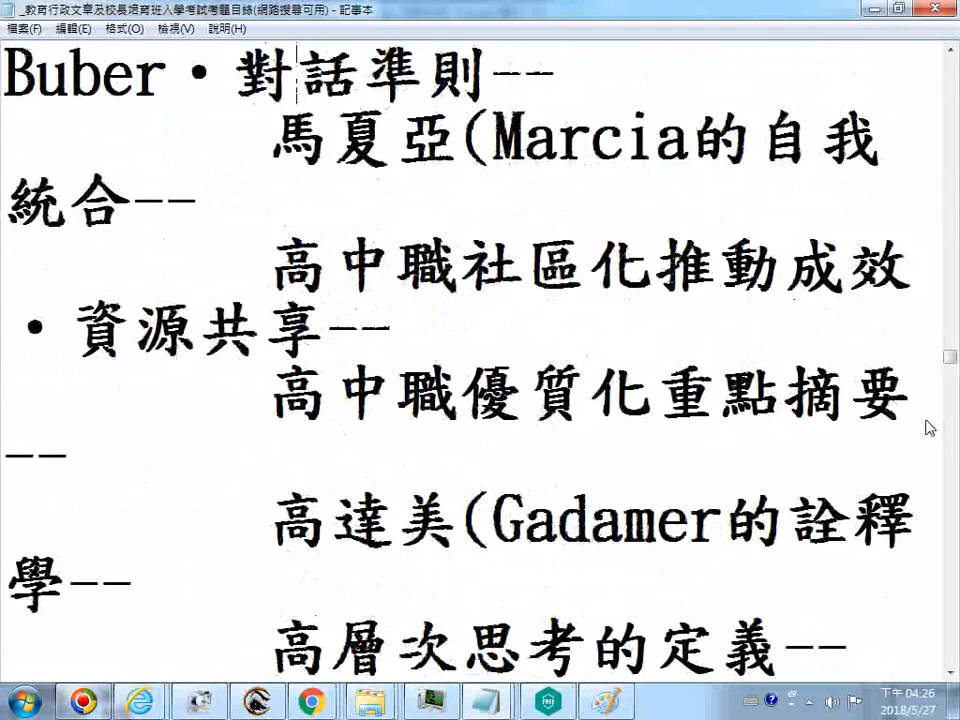 _教育行政文章及校長培育班入學考試考題目錄(網路搜尋可用) - 記事本
檔案(F) 編輯(E) 格式(O) 檢視(V) 說明(H)
Buber‧對話準則--
馬夏亞(Marcia的自我
統合--
高中職社區化推動成效
‧資源共享--
高中職優質化重點摘要
--
高達美(Gadamer的詮釋
學--
高層次思考的定義--
下午 04:26
2018/5/27